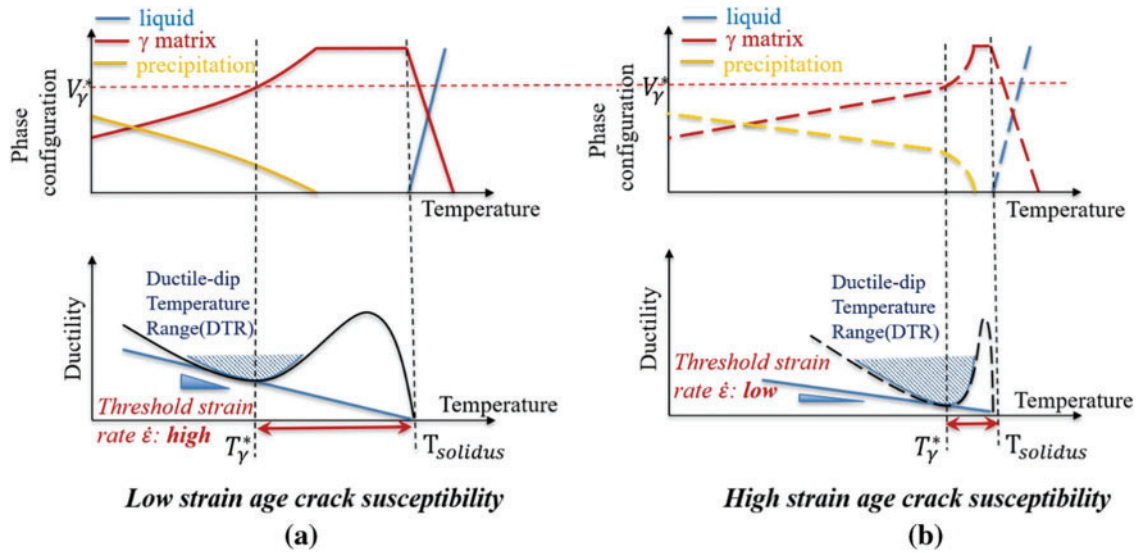 liquid
γ matrix
precipitation
V*γ
Phase
configuration
Temperature
Ductility
Ductile-dip
Temperature
Range(DTR)
Threshold strain
rate ε̇: high
Temperature
T*γ
Tsolidus
Low strain age crack susceptibility
(a)
liquid
γ matrix
precipitation
V*γ
Phase
configuration
Temperature
Ductility
Ductile-dip
Temperature
Range(DTR)
Threshold strain
rate ε̇: low
Temperature
T*γ
Tsolidus
High strain age crack susceptibility
(b)